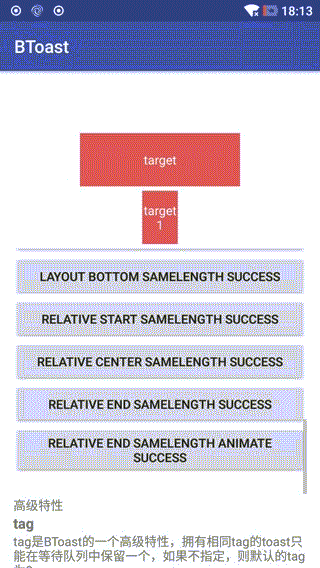 18:13
BToast
target
target
1
LAYOUT BOTTOM SAMELENGTH SUCCESS
RELATIVE START SAMELENGTH SUCCESS
RELATIVE CENTER SAMELENGTH SUCCESS
RELATIVE END SAMELENGTH SUCCESS
RELATIVE END SAMELENGTH ANIMATE
SUCCESS
高级特性
tag
tag是BToast的一个高级特性，拥有相同tag的toast只
能在等待队列中保留一个，如果不指定，则默认的tag